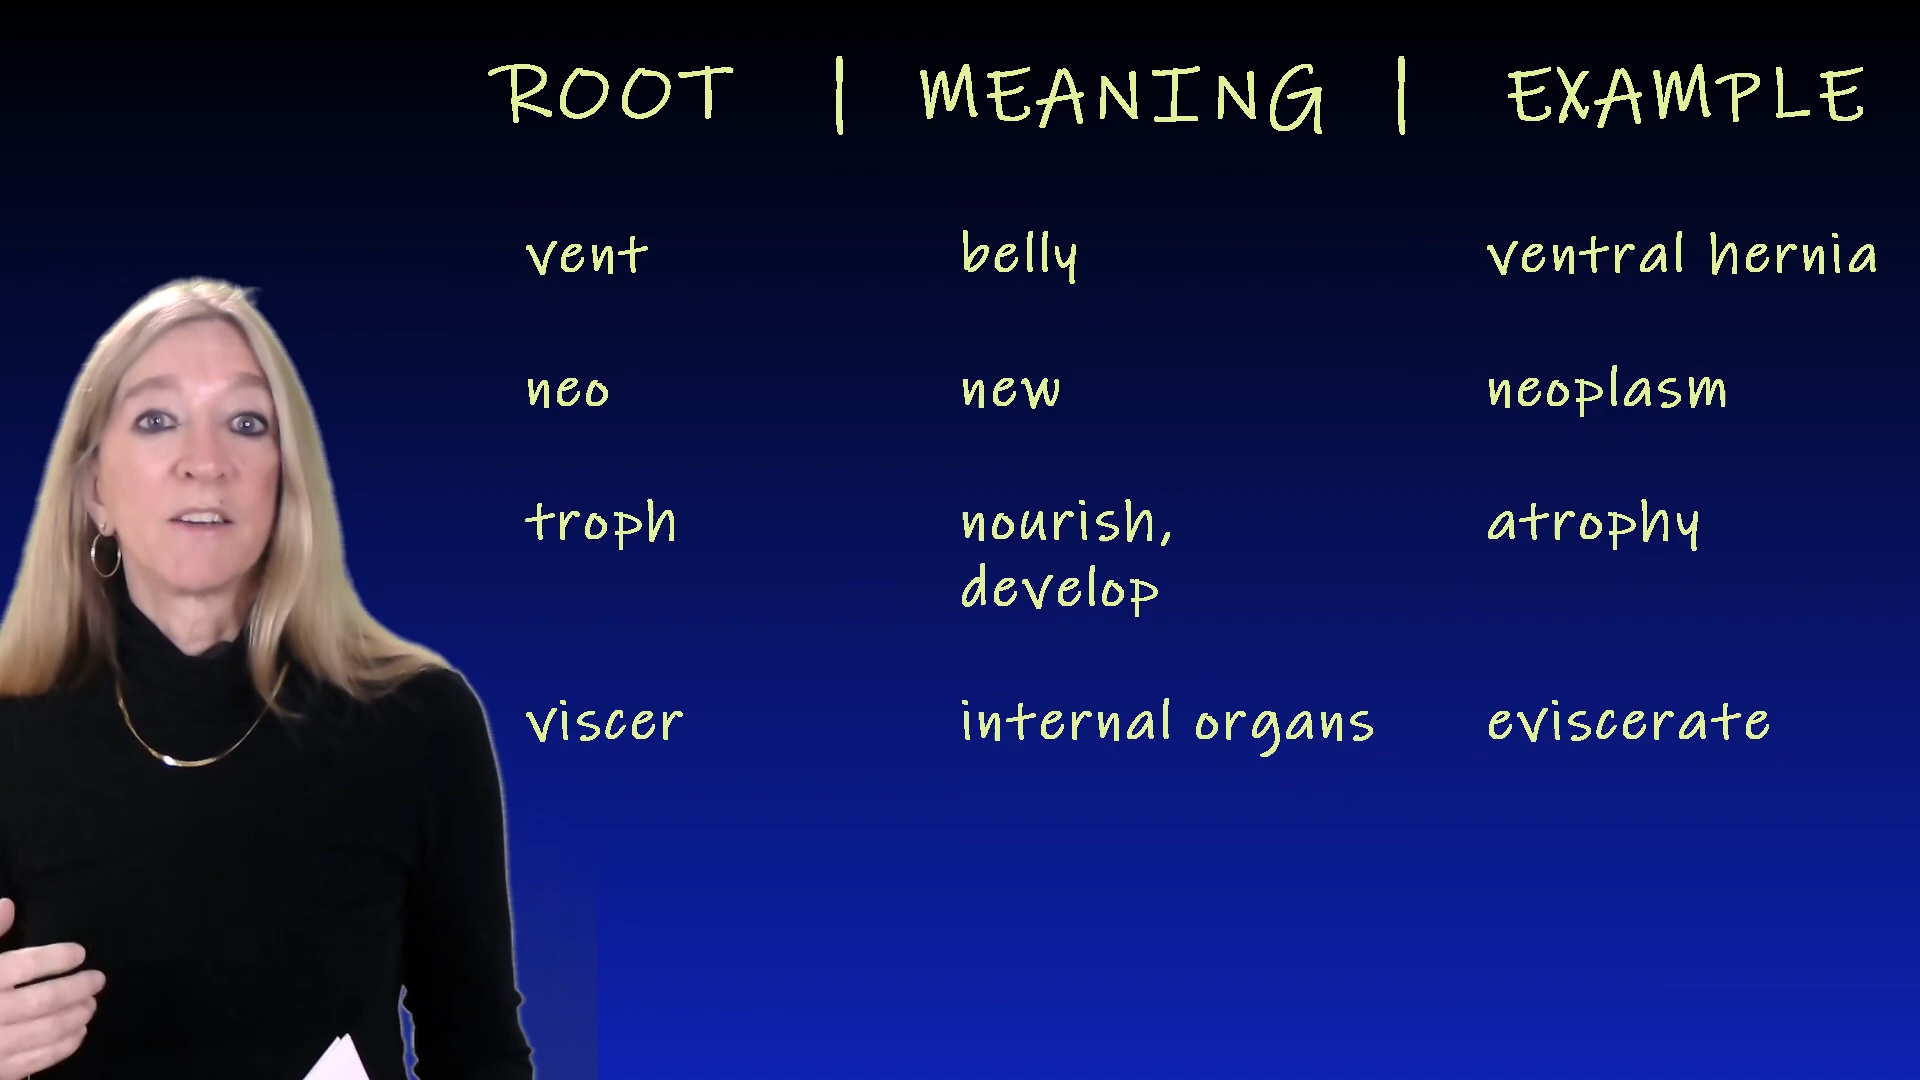 ROOT | MEANING | EXAMPLE
vent belly ventral hernia
neo new neoplasm
troph nourish, atrophy
develop
viscer internal organs eviscerate